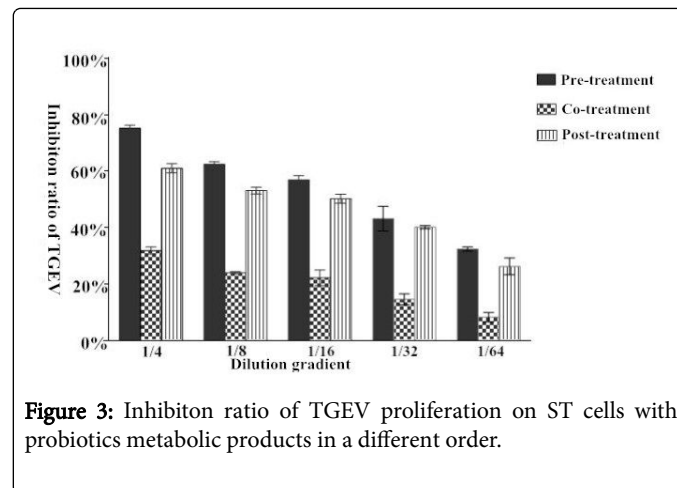 100%
80%
60%
40%
20%
0%
Inhibiton ratio of TGEV
Pre-treatment
Co-treatment
Post-treatment
1/4 1/8 1/16 1/32 1/64
Dilution gradient
Figure 3: Inhibiton ratio of TGEV proliferation on ST cells with
probiotics metabolic products in a different order.